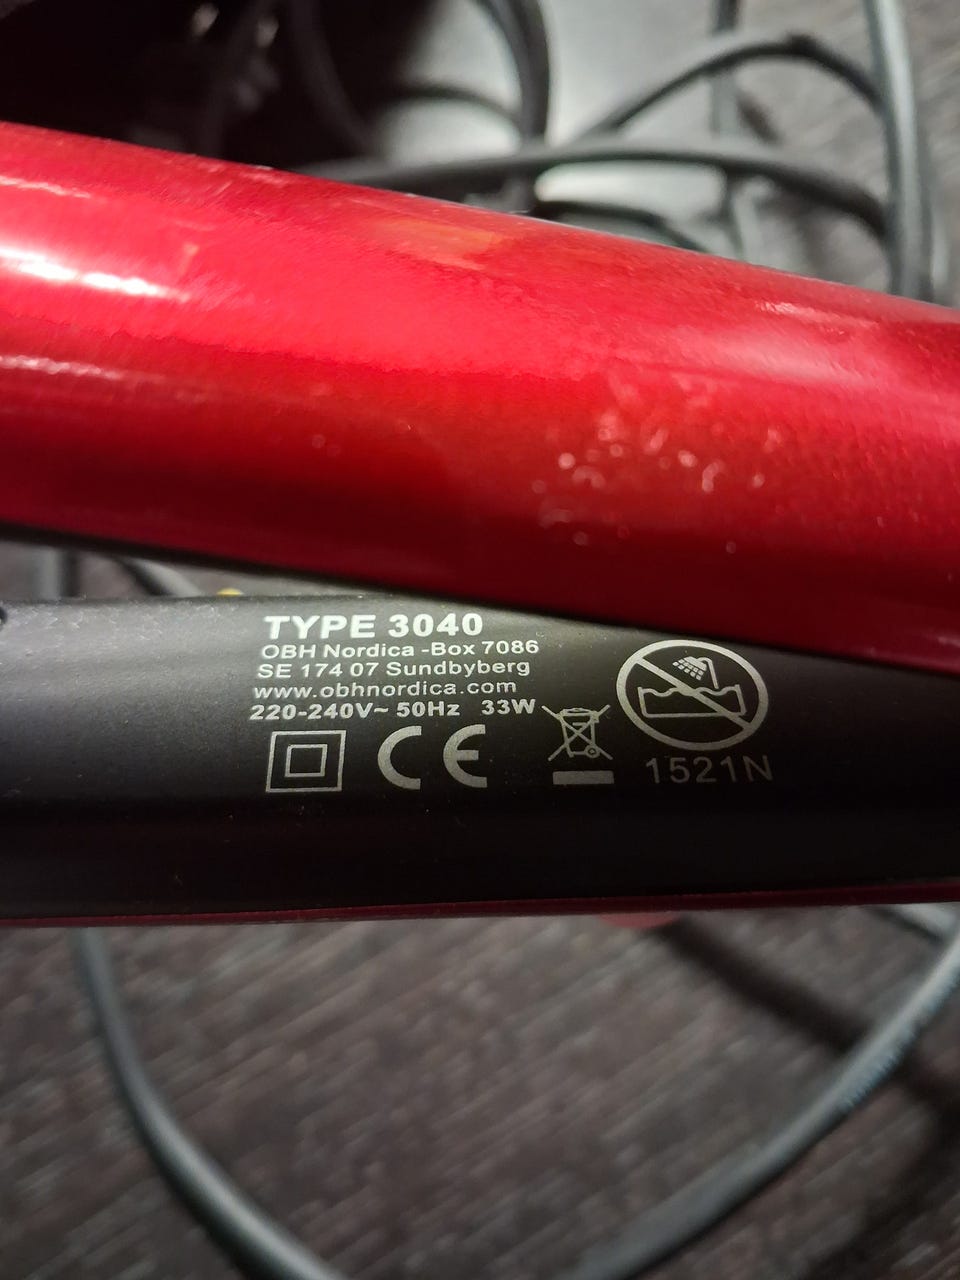 TYPE 3040
OBH Nordica -Box 7086
SE 174 07 Sundbyberg
www.obhnordica.com
220-240V~ 50Hz 33W
CE
1521N